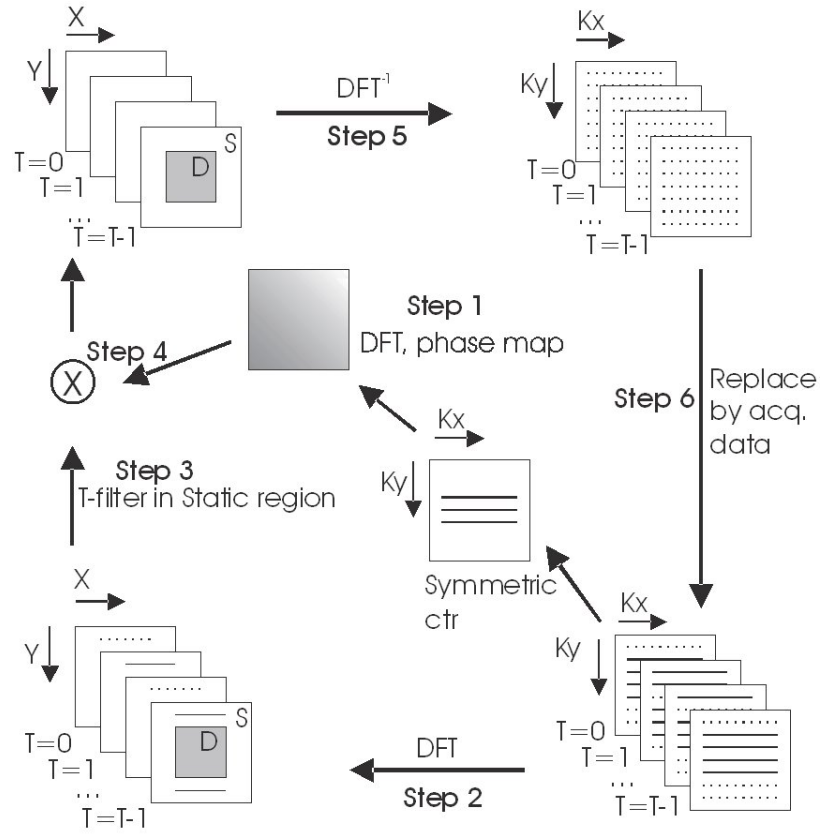 X
Y
S
D
T=0
T=1
...
T=T-1
DFT⁻¹
Step 5
Kx
Ky
T=0
T=1
...
T=T-1
Step 1
DFT, phase map
Step 4
X
Step 6
Replace
by acq.
data
Kx
Ky
Symmetric
ctr
Step 3
T-filter in Static region
X
Y
S
D
T=0
T=1
...
T=T-1
DFT
Step 2
Kx
Ky
T=0
T=1
...
T=T-1